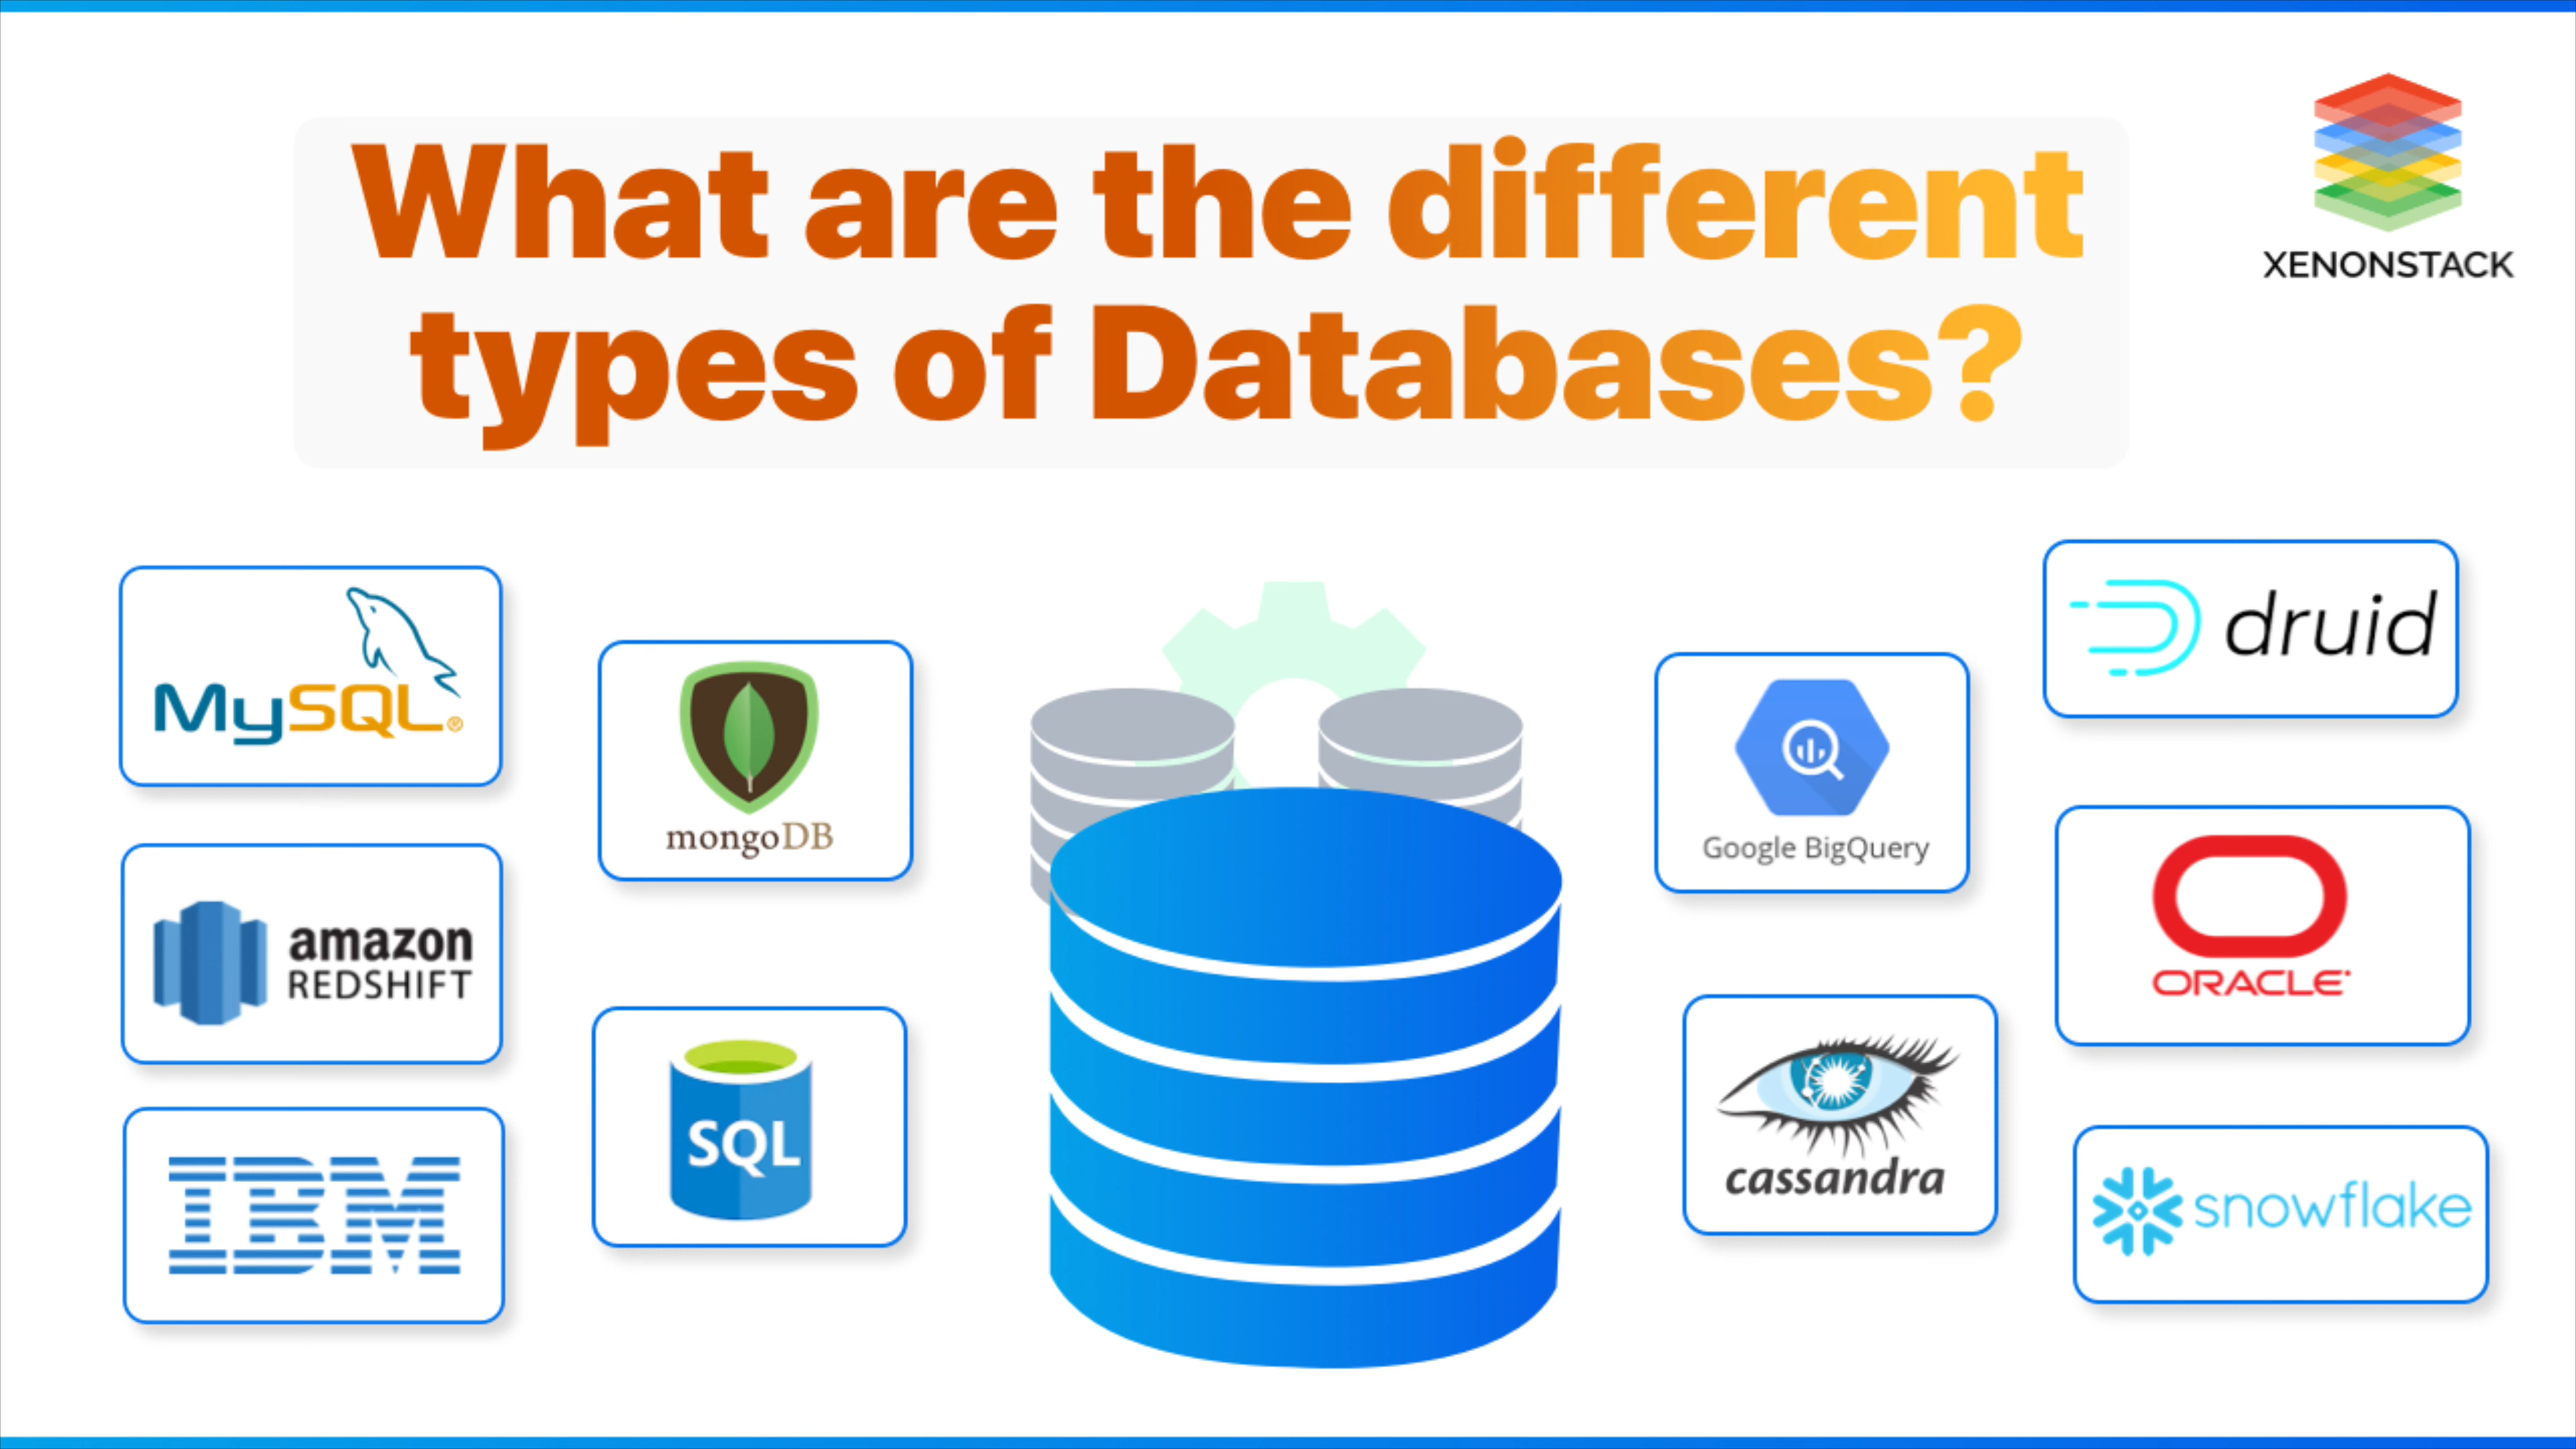 What are the different
types of Databases?
XENONSTACK
MySQL®
mongoDB
amazon
REDSHIFT
SQL
IBM
Google BigQuery
druid
ORACLE
cassandra
snowflake